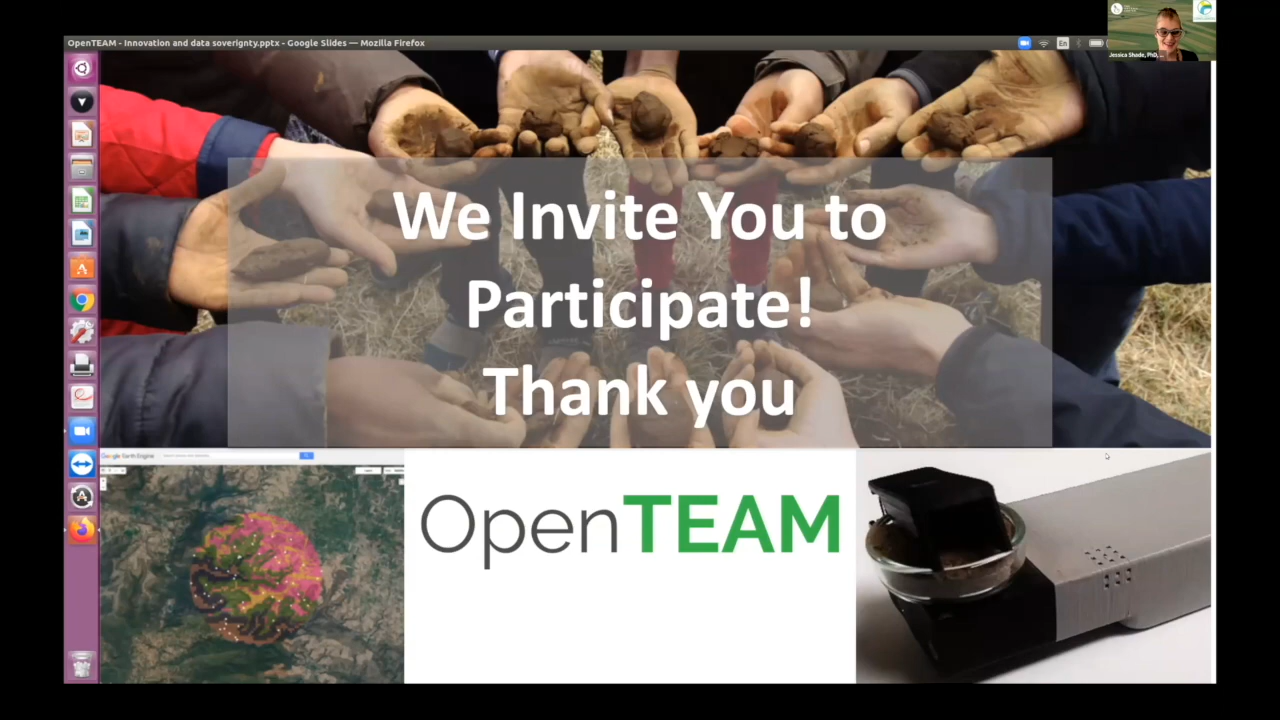 OpenTEAM - Innovation and data soverignty.pptx - Google Slides — Mozilla Firefox
En
Jessica Shade, PhD, ...
We Invite You to
Participate!
Thank you
Google Earth Engine
OpenTEAM